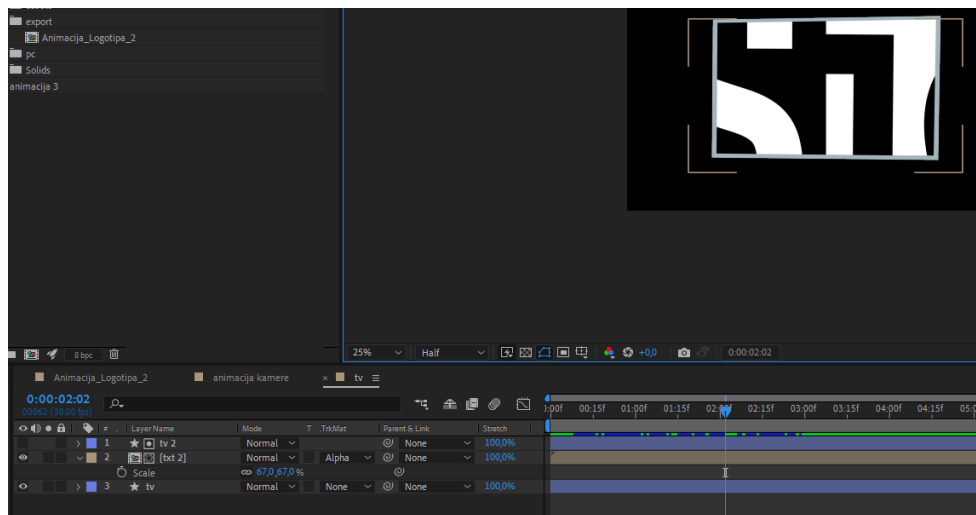 export
Animacija_Logotipa_2
pc
Solids
animacija 3
8 bpc
25% Half +0,0 0:00:02:02
Animacija_Logotipa_2 animacija kamere × tv
0:00:02:02
00062 (30.00 fps)
):00f 00:15f 01:00f 01:15f 02:00f 02:15f 03:00f 03:15f 04:00f 04:15f 05:0
# . Layer Name Mode T .TrkMat Parent & Link Stretch
1 tv 2 Normal None 100,0%
2 [txt 2] Normal Alpha None 100,0%
Scale 67,0,67,0 %
3 tv Normal None None 100,0%